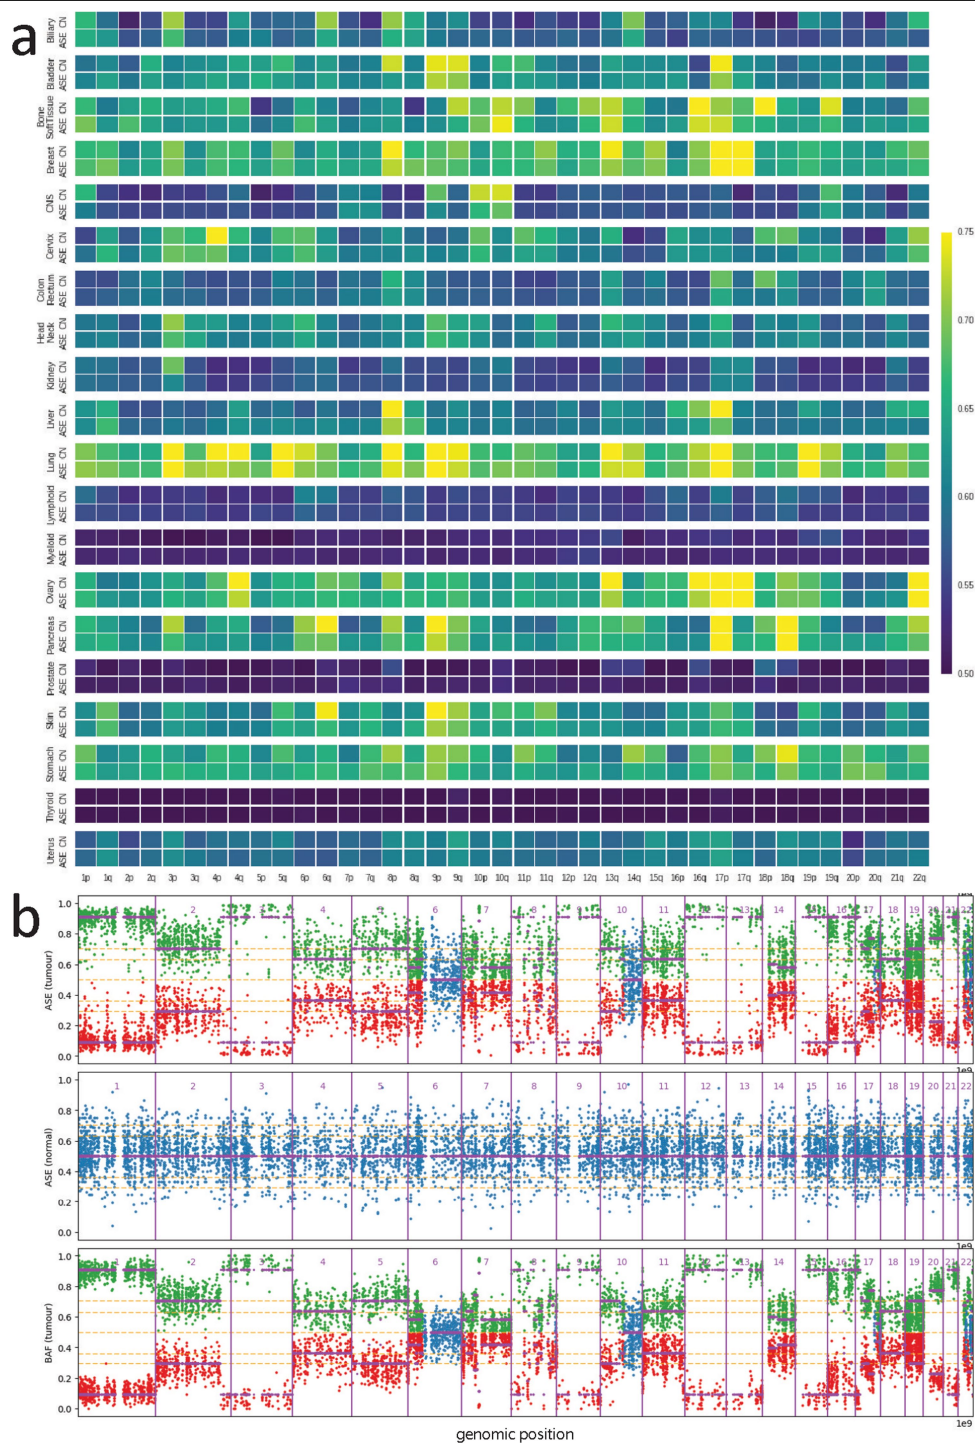 a
Biliary
ASE CN
Bladder
ASE CN
Bone
SoftTissue
ASE CN
Breast
ASE CN
CNS
ASE CN
Cervix
ASE CN
Colon
Rectum
ASE CN
Head
Neck
ASE CN
Kidney
ASE CN
Liver
ASE CN
Lung
ASE CN
Lymphoid
ASE CN
Myeloid
ASE CN
Ovary
ASE CN
Pancreas
ASE CN
Prostate
ASE CN
Skin
ASE CN
Stomach
ASE CN
Thyroid
ASE CN
Uterus
ASE CN
0.75
0.70
0.65
0.60
0.55
0.50
1p 1q 2p 2q 3p 3q 4p 4q 5p 5q 6p 6q 7p 7q 8p 8q 9p 9q 10p 10q 11p 11q 12p 12q 13q 14q 15q 16p 16q 17p 17q 18p 18q 19p 19q 20p 20q 21q 22q
b
ASE (tumour)
1.0
0.8
0.6
0.4
0.2
0.0
1 2 3 4 5 6 7 8 9 10 11 12 13 14 15 16 17 18 19 20 21 22
1e9
ASE (normal)
1.0
0.8
0.6
0.4
0.2
0.0
1 2 3 4 5 6 7 8 9 10 11 12 13 14 15 16 17 18 19 20 21 22
1e9
BAF (tumour)
1.0
0.8
0.6
0.4
0.2
0.0
1 2 3 4 5 6 7 8 9 10 11 12 13 14 15 16 17 18 19 20 21 22
1e9
genomic position